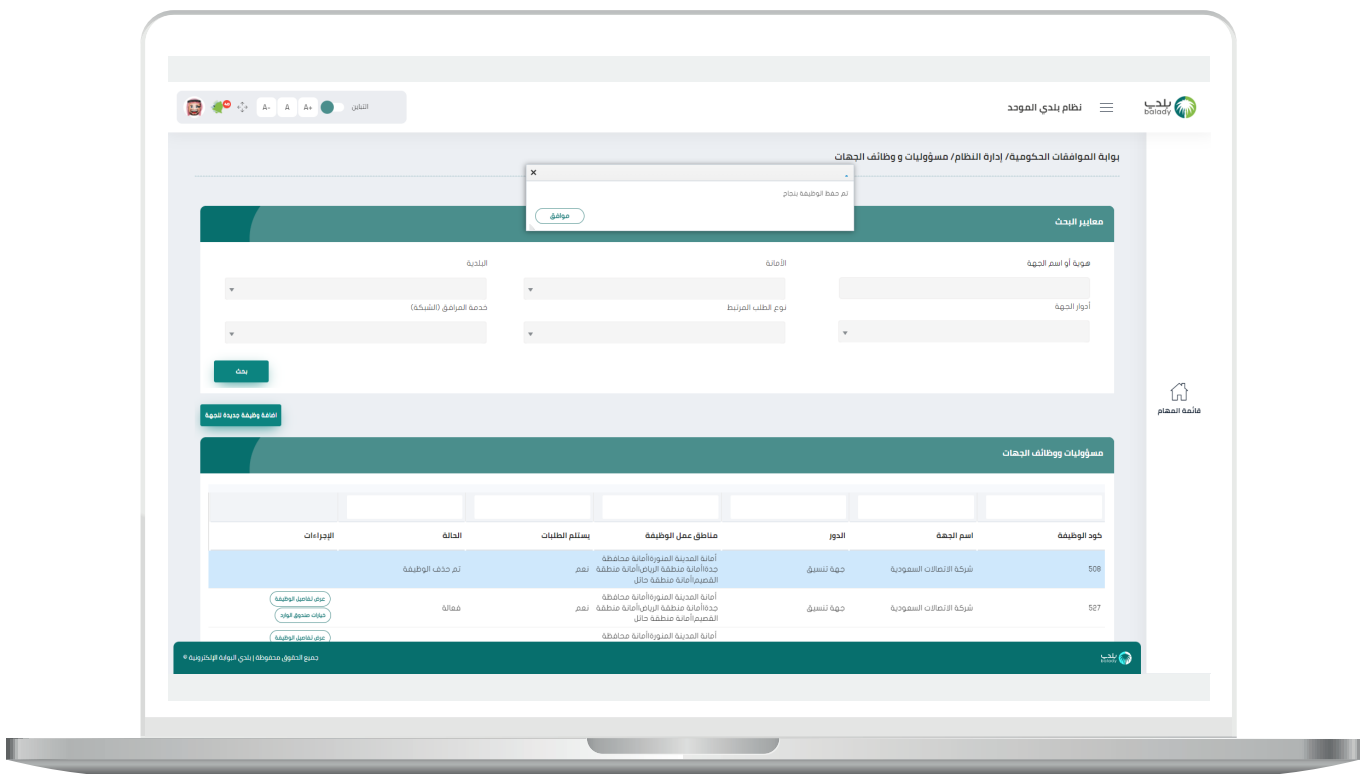 بلدي
balady
نظام بلدي الموحد
التباين
A+
A
A-
بوابة الموافقات الحكومية/ إدارة النظام/ مسؤوليات و وظائف الجهات
تم حفظ الوظيفة بنجاح
موافق
معايير البحث
هوية أو اسم الجهة
الأمانة
البلدية
أدوار الجهة
نوع الطلب المرتبط
خدمة المرافق (الشبكة)
بحث
قائمة المهام
اضافة وظيفة جديدة للجهة
مسؤوليات ووظائف الجهات
كود الوظيفة
اسم الجهة
الدور
مناطق عمل الوظيفة
يستلم الطلبات
الحالة
الإجراءات
508
شركة الاتصالات السعودية
جهة تنسيق
أمانة المدينة المنورة|أمانة محافظة
جدة|أمانة منطقة الرياض|أمانة منطقة
القصيم|أمانة منطقة حائل
نعم
تم حذف الوظيفة
527
شركة الاتصالات السعودية
جهة تنسيق
أمانة المدينة المنورة|أمانة محافظة
جدة|أمانة منطقة الرياض|أمانة منطقة
القصيم|أمانة منطقة حائل
نعم
فعالة
عرض تفاصيل الوظيفة
خيارات صندوق الوارد
أمانة المدينة المنورة|أمانة محافظة
عرض تفاصيل الوظيفة
بلدي
balady
جميع الحقوق محفوظة | بلدي البوابة الإلكترونية ©